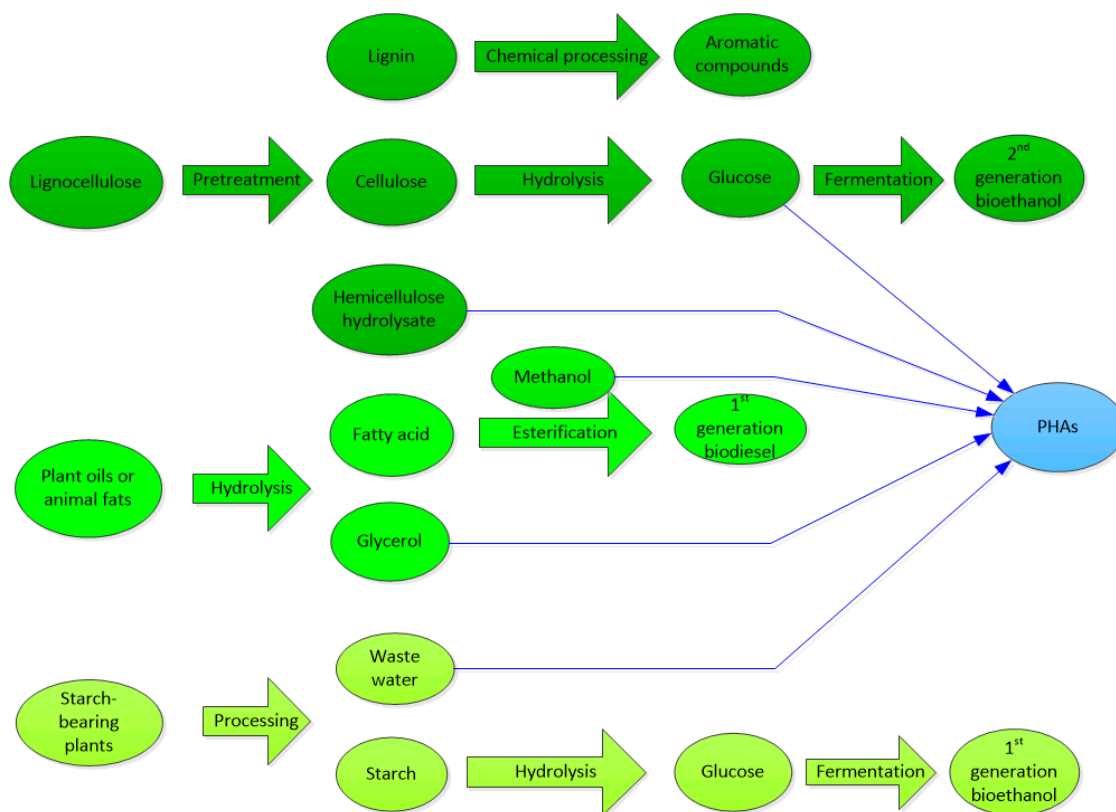 Lignin
Chemical processing
Aromatic
compounds
Lignocellulose
Pretreatment
Cellulose
Hydrolysis
Glucose
Fermentation
2nd
generation
bioethanol
Hemicellulose
hydrolysate
Methanol
Fatty acid
Esterification
1st
generation
biodiesel
PHAs
Plant oils or
animal fats
Hydrolysis
Glycerol
Waste
water
Starch-
bearing
plants
Processing
Starch
Hydrolysis
Glucose
Fermentation
1st
generation
bioethanol